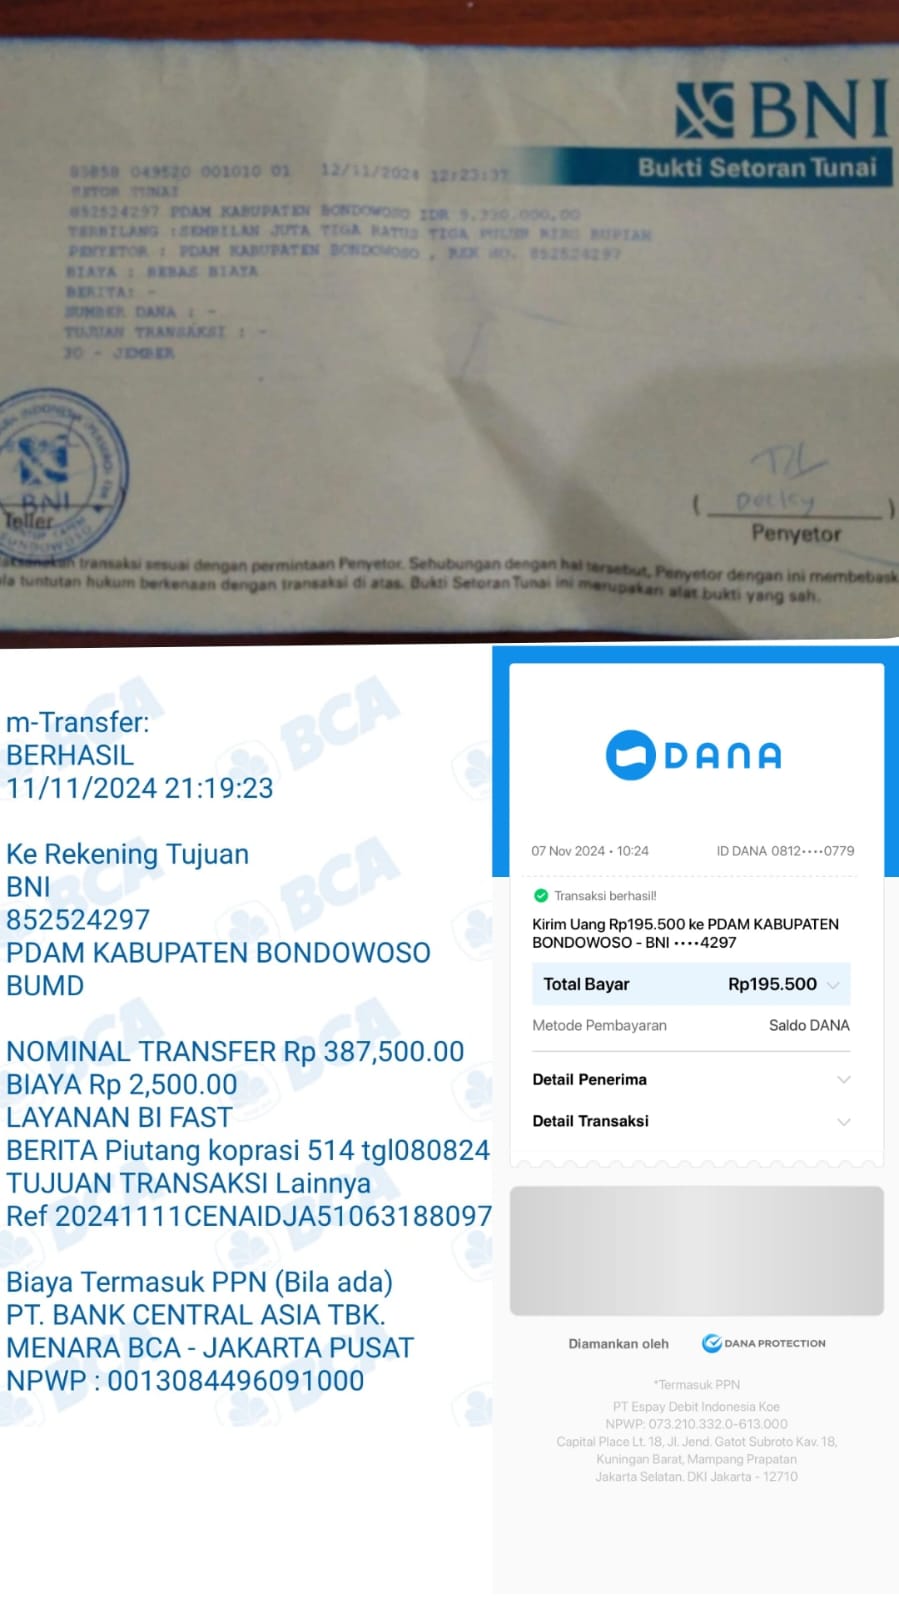 BNI
Bukti Setoran Tunai
83858 049520 001010 01 12/11/2024 12:23:37
SETOR TUNAI
852524297 PDAM KABUPATEN BONDOWOSO IDR 9.330.000,00
TERBILANG :SEMBILAN JUTA TIGA RATUS TIGA PULUH RIBU RUPIAH
PENYETOR : PDAM KABUPATEN BONDOWOSO , REK NO. 852524297
BIAYA : BEBAS BIAYA
BERITA: -
SUMBER DANA : -
TUJUAN TRANSAKSI : -
30 - JEMBER
BNI
Teller
BONDOWOSO
( )
Penyetor
transaksi sesuai dengan permintaan Penyetor. Sehubungan dengan hal tersebut, Penyetor dengan ini membebask
la tuntutan hukum berkenaan dengan transaksi di atas. Bukti Setoran Tunai ini merupakan alat bukti yang sah.
m-Transfer:
BERHASIL
11/11/2024 21:19:23
Ke Rekening Tujuan
BNI
852524297
PDAM KABUPATEN BONDOWOSO
BUMD
NOMINAL TRANSFER Rp 387,500.00
BIAYA Rp 2,500.00
LAYANAN BI FAST
BERITA Piutang koprasi 514 tgl080824
TUJUAN TRANSAKSI Lainnya
Ref 20241111CENAIDJA51063188097
Biaya Termasuk PPN (Bila ada)
PT. BANK CENTRAL ASIA TBK.
MENARA BCA - JAKARTA PUSAT
NPWP : 0013084496091000
DANA
07 Nov 2024 • 10:24 ID DANA 0812••••0779
Transaksi berhasil!
Kirim Uang Rp195.500 ke PDAM KABUPATEN
BONDOWOSO - BNI ••••4297
Total Bayar Rp195.500
Metode Pembayaran Saldo DANA
Detail Penerima
Detail Transaksi
Diamankan oleh DANA PROTECTION
*Termasuk PPN
PT Espay Debit Indonesia Koe
NPWP: 073.210.332.0-613.000
Capital Place Lt. 18, Jl. Jend. Gatot Subroto Kav. 18,
Kuningan Barat, Mampang Prapatan
Jakarta Selatan. DKI Jakarta - 12710